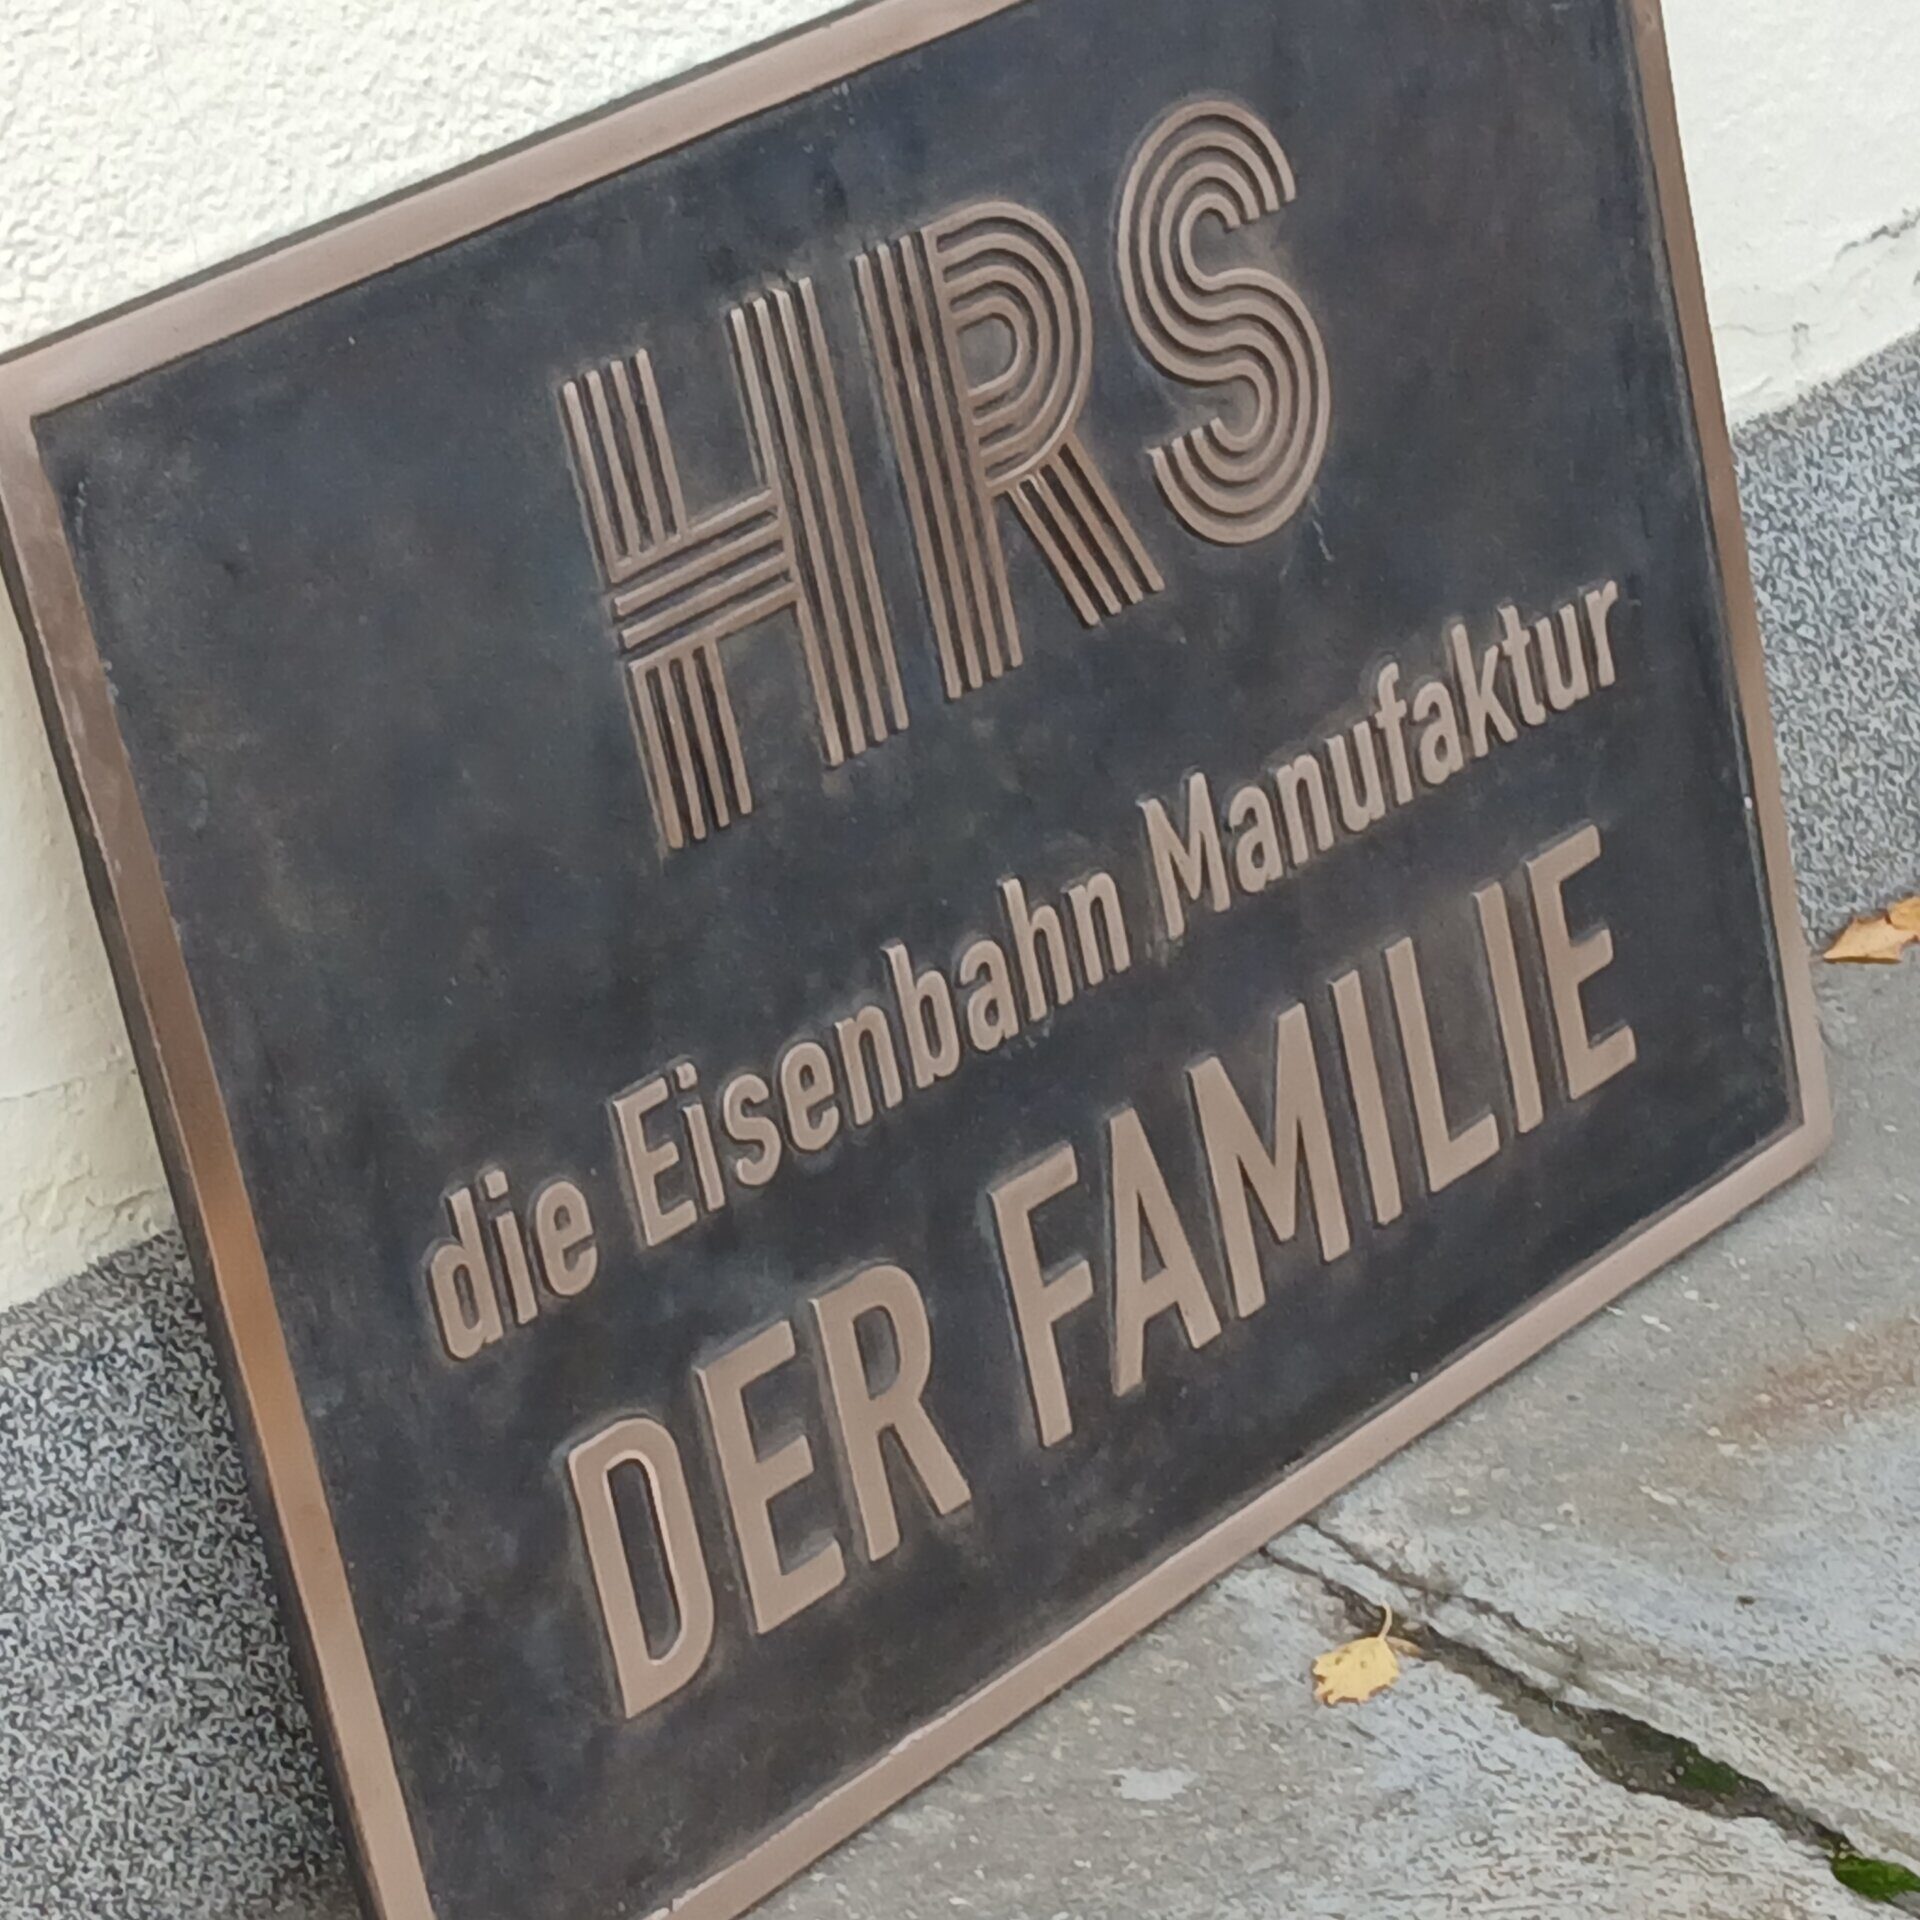 HRS
die Eisenbahn Manufaktur
DER FAMILIE